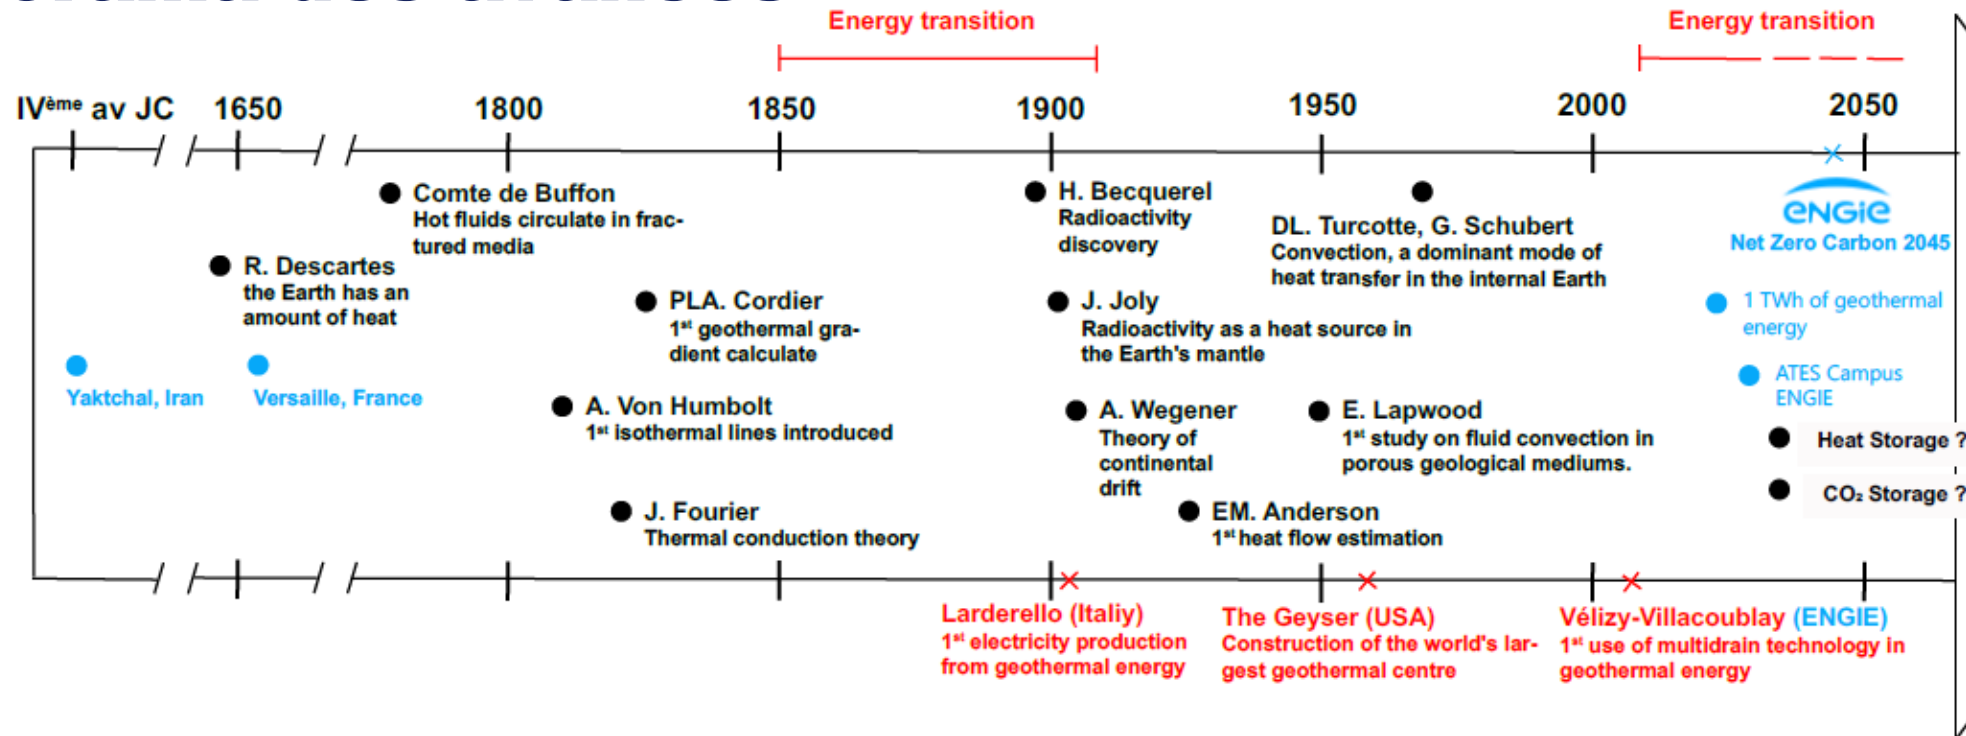 Energy transition
Energy transition
IVème av JC
1650
1800
1850
1900
1950
2000
2050
Comte de Buffon
Hot fluids circulate in frac-
tured media
H. Becquerel
Radioactivity
discovery
DL. Turcotte, G. Schubert
Convection, a dominant mode of
heat transfer in the internal Earth
ENGIE
Net Zero Carbon 2045
R. Descartes
the Earth has an
amount of heat
PLA. Cordier
1st geothermal gra-
dient calculate
J. Joly
Radioactivity as a heat source in
the Earth's mantle
1 TWh of geothermal
energy
Yaktchal, Iran
Versaille, France
ATES Campus
ENGIE
A. Von Humbolt
1st isothermal lines introduced
A. Wegener
Theory of
continental
drift
E. Lapwood
1st study on fluid convection in
porous geological mediums.
Heat Storage ?
CO₂ Storage ?
J. Fourier
Thermal conduction theory
EM. Anderson
1st heat flow estimation
Larderello (Italiy)
1st electricity production
from geothermal energy
The Geyser (USA)
Construction of the world's lar-
gest geothermal centre
Vélizy-Villacoublay (ENGIE)
1st use of multidrain technology in
geothermal energy